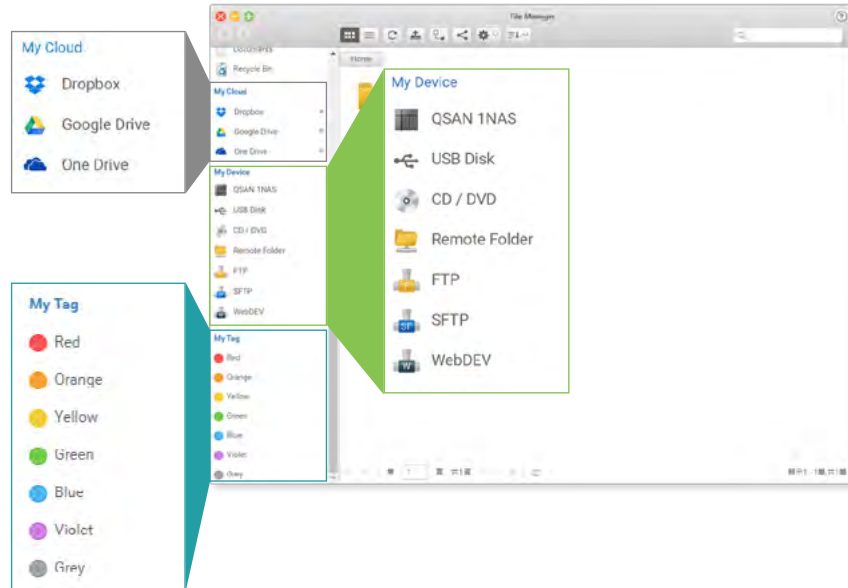 My Cloud
Dropbox
Google Drive
One Drive
My Tag
Red
Orange
Yellow
Green
Blue
Violet
Grey
File Manager
Documents
Recycle Bin
My Cloud
Dropbox
Google Drive
One Drive
My Device
QSAN 1NAS
USB Disk
CD / DVD
Remote Folder
FTP
SFTP
WebDEV
My Tag
Red
Orange
Yellow
Green
Blue
Violet
Grey
Home
My Device
QSAN 1NAS
USB Disk
CD / DVD
Remote Folder
FTP
SFTP
SF
WebDEV
W
1